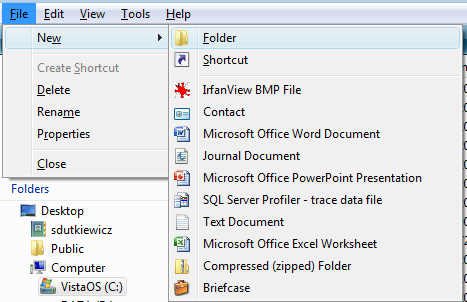 File Edit View Tools Help
New
Create Shortcut
Delete
Rename
Properties
Close
Folder
Shortcut
IrfanView BMP File
Contact
Microsoft Office Word Document
Journal Document
Microsoft Office PowerPoint Presentation
SQL Server Profiler - trace data file
Text Document
Microsoft Office Excel Worksheet
Compressed (zipped) Folder
Briefcase
Folders
Desktop
sdutkiewicz
Public
Computer
VistaOS (C:)